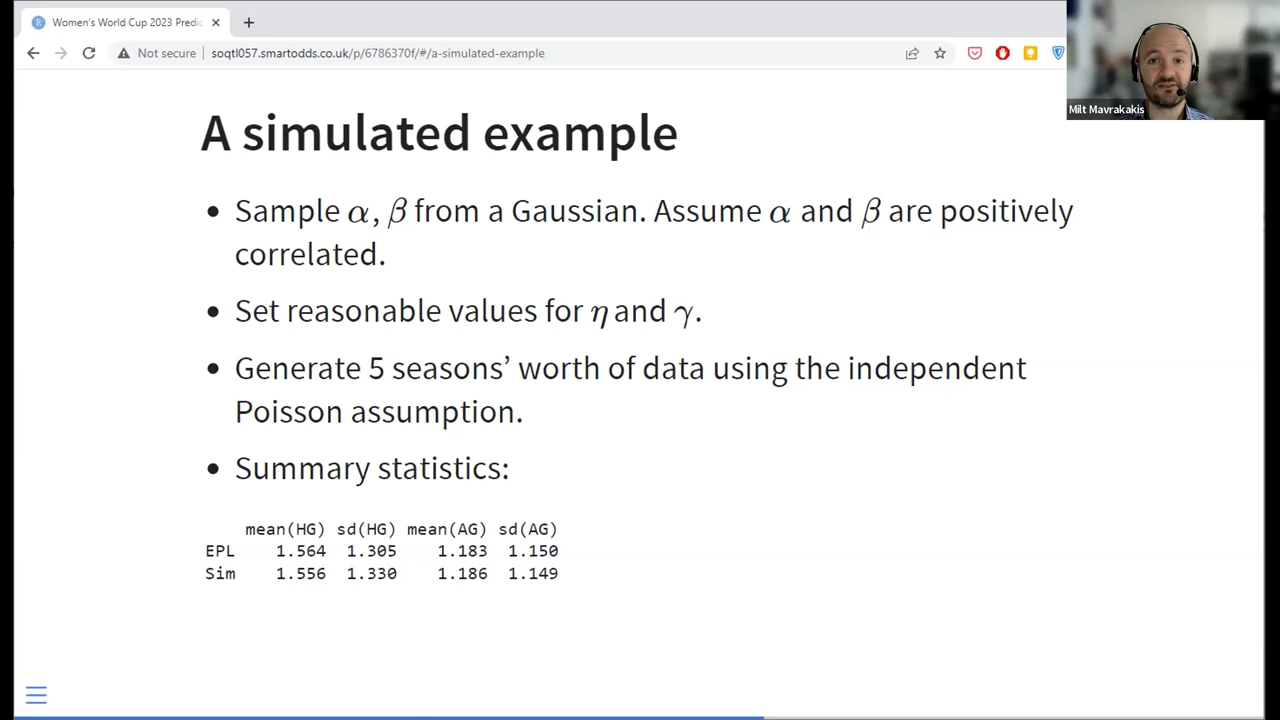 Women's World Cup 2023 Predic
Not secure
soqtl057.smartodds.co.uk/p/6786370f/#/a-simulated-example
Milt Mavrakakis
A simulated example
Sample α, β from a Gaussian. Assume α and β are positively
correlated.
Set reasonable values for η and γ.
Generate 5 seasons’ worth of data using the independent
Poisson assumption.
Summary statistics:
mean(HG) sd(HG) mean(AG) sd(AG)
EPL 1.564 1.305 1.183 1.150
Sim 1.556 1.330 1.186 1.149